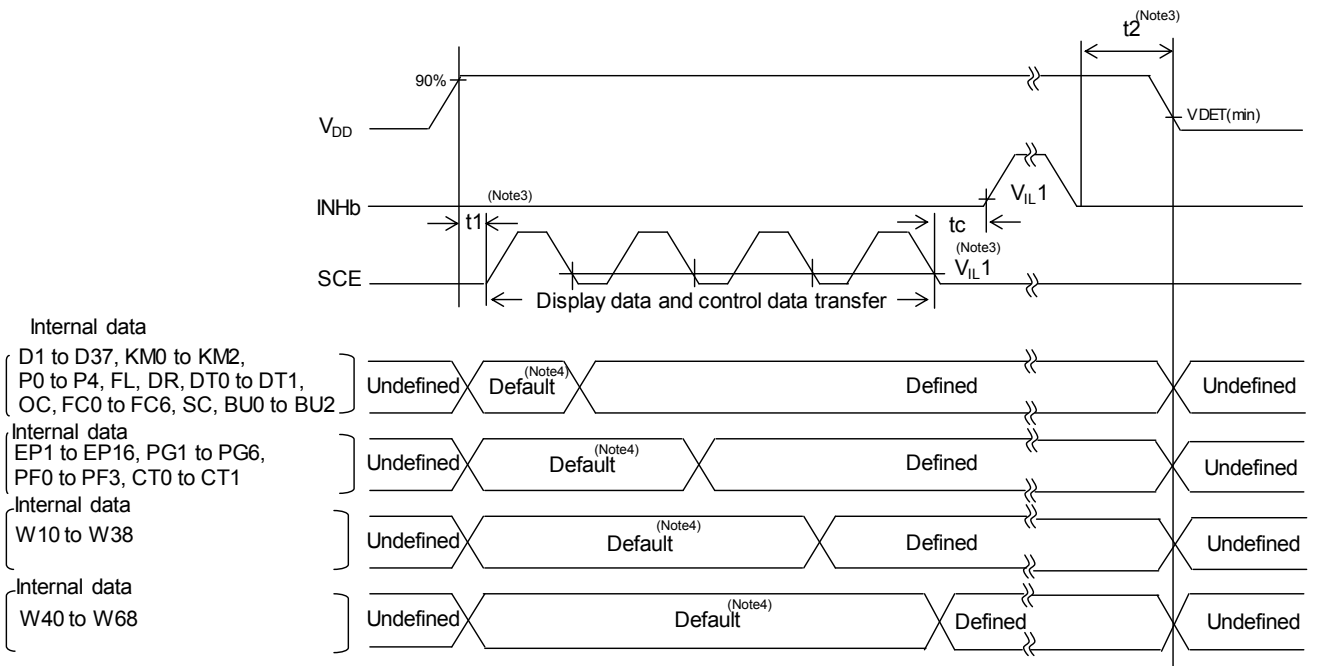 t2(Note3)
90%
VDD
VDET(min)
INHb
(Note3)
t1
VIL1
tc
(Note3)
VIL1
SCE
Display data and control data transfer
Internal data
D1 to D37, KM0 to KM2,
P0 to P4, FL, DR, DT0 to DT1,
OC, FC0 to FC6, SC, BU0 to BU2
Undefined
Default(Note4)
Defined
Undefined
Internal data
EP1 to EP16, PG1 to PG6,
PF0 to PF3, CT0 to CT1
Undefined
Default(Note4)
Defined
Undefined
Internal data
W10 to W38
Undefined
Default(Note4)
Defined
Undefined
Internal data
W40 to W68
Undefined
Default(Note4)
Defined
Undefined